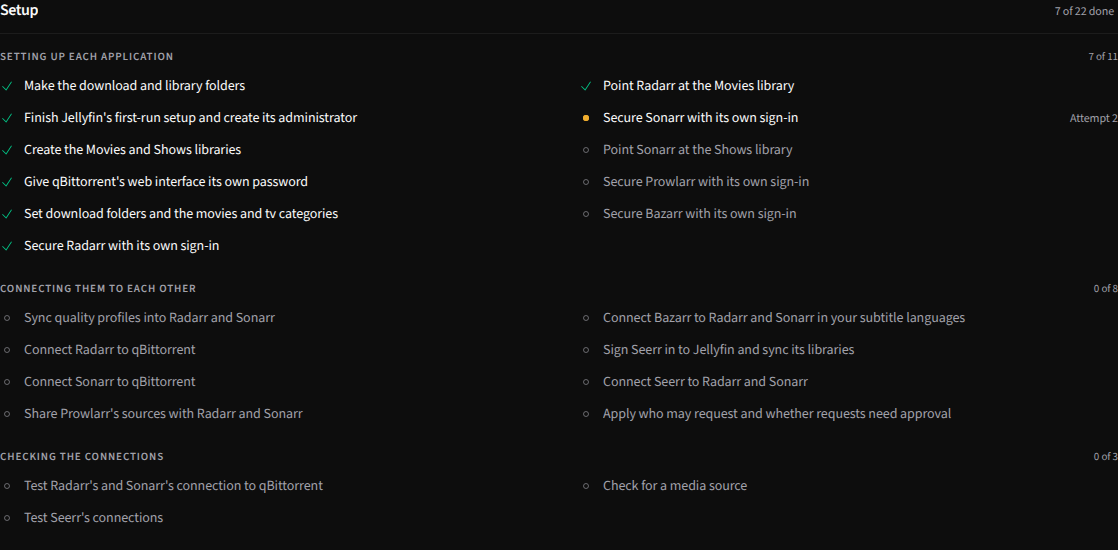 Setup
7 of 22 done
SETTING UP EACH APPLICATION
7 of 11
Make the download and library folders
Finish Jellyfin's first-run setup and create its administrator
Create the Movies and Shows libraries
Give qBittorrent's web interface its own password
Set download folders and the movies and tv categories
Secure Radarr with its own sign-in
Point Radarr at the Movies library
Secure Sonarr with its own sign-in
Attempt 2
Point Sonarr at the Shows library
Secure Prowlarr with its own sign-in
Secure Bazarr with its own sign-in
CONNECTING THEM TO EACH OTHER
0 of 8
Sync quality profiles into Radarr and Sonarr
Connect Radarr to qBittorrent
Connect Sonarr to qBittorrent
Share Prowlarr's sources with Radarr and Sonarr
Connect Bazarr to Radarr and Sonarr in your subtitle languages
Sign Seerr in to Jellyfin and sync its libraries
Connect Seerr to Radarr and Sonarr
Apply who may request and whether requests need approval
CHECKING THE CONNECTIONS
0 of 3
Test Radarr's and Sonarr's connection to qBittorrent
Test Seerr's connections
Check for a media source